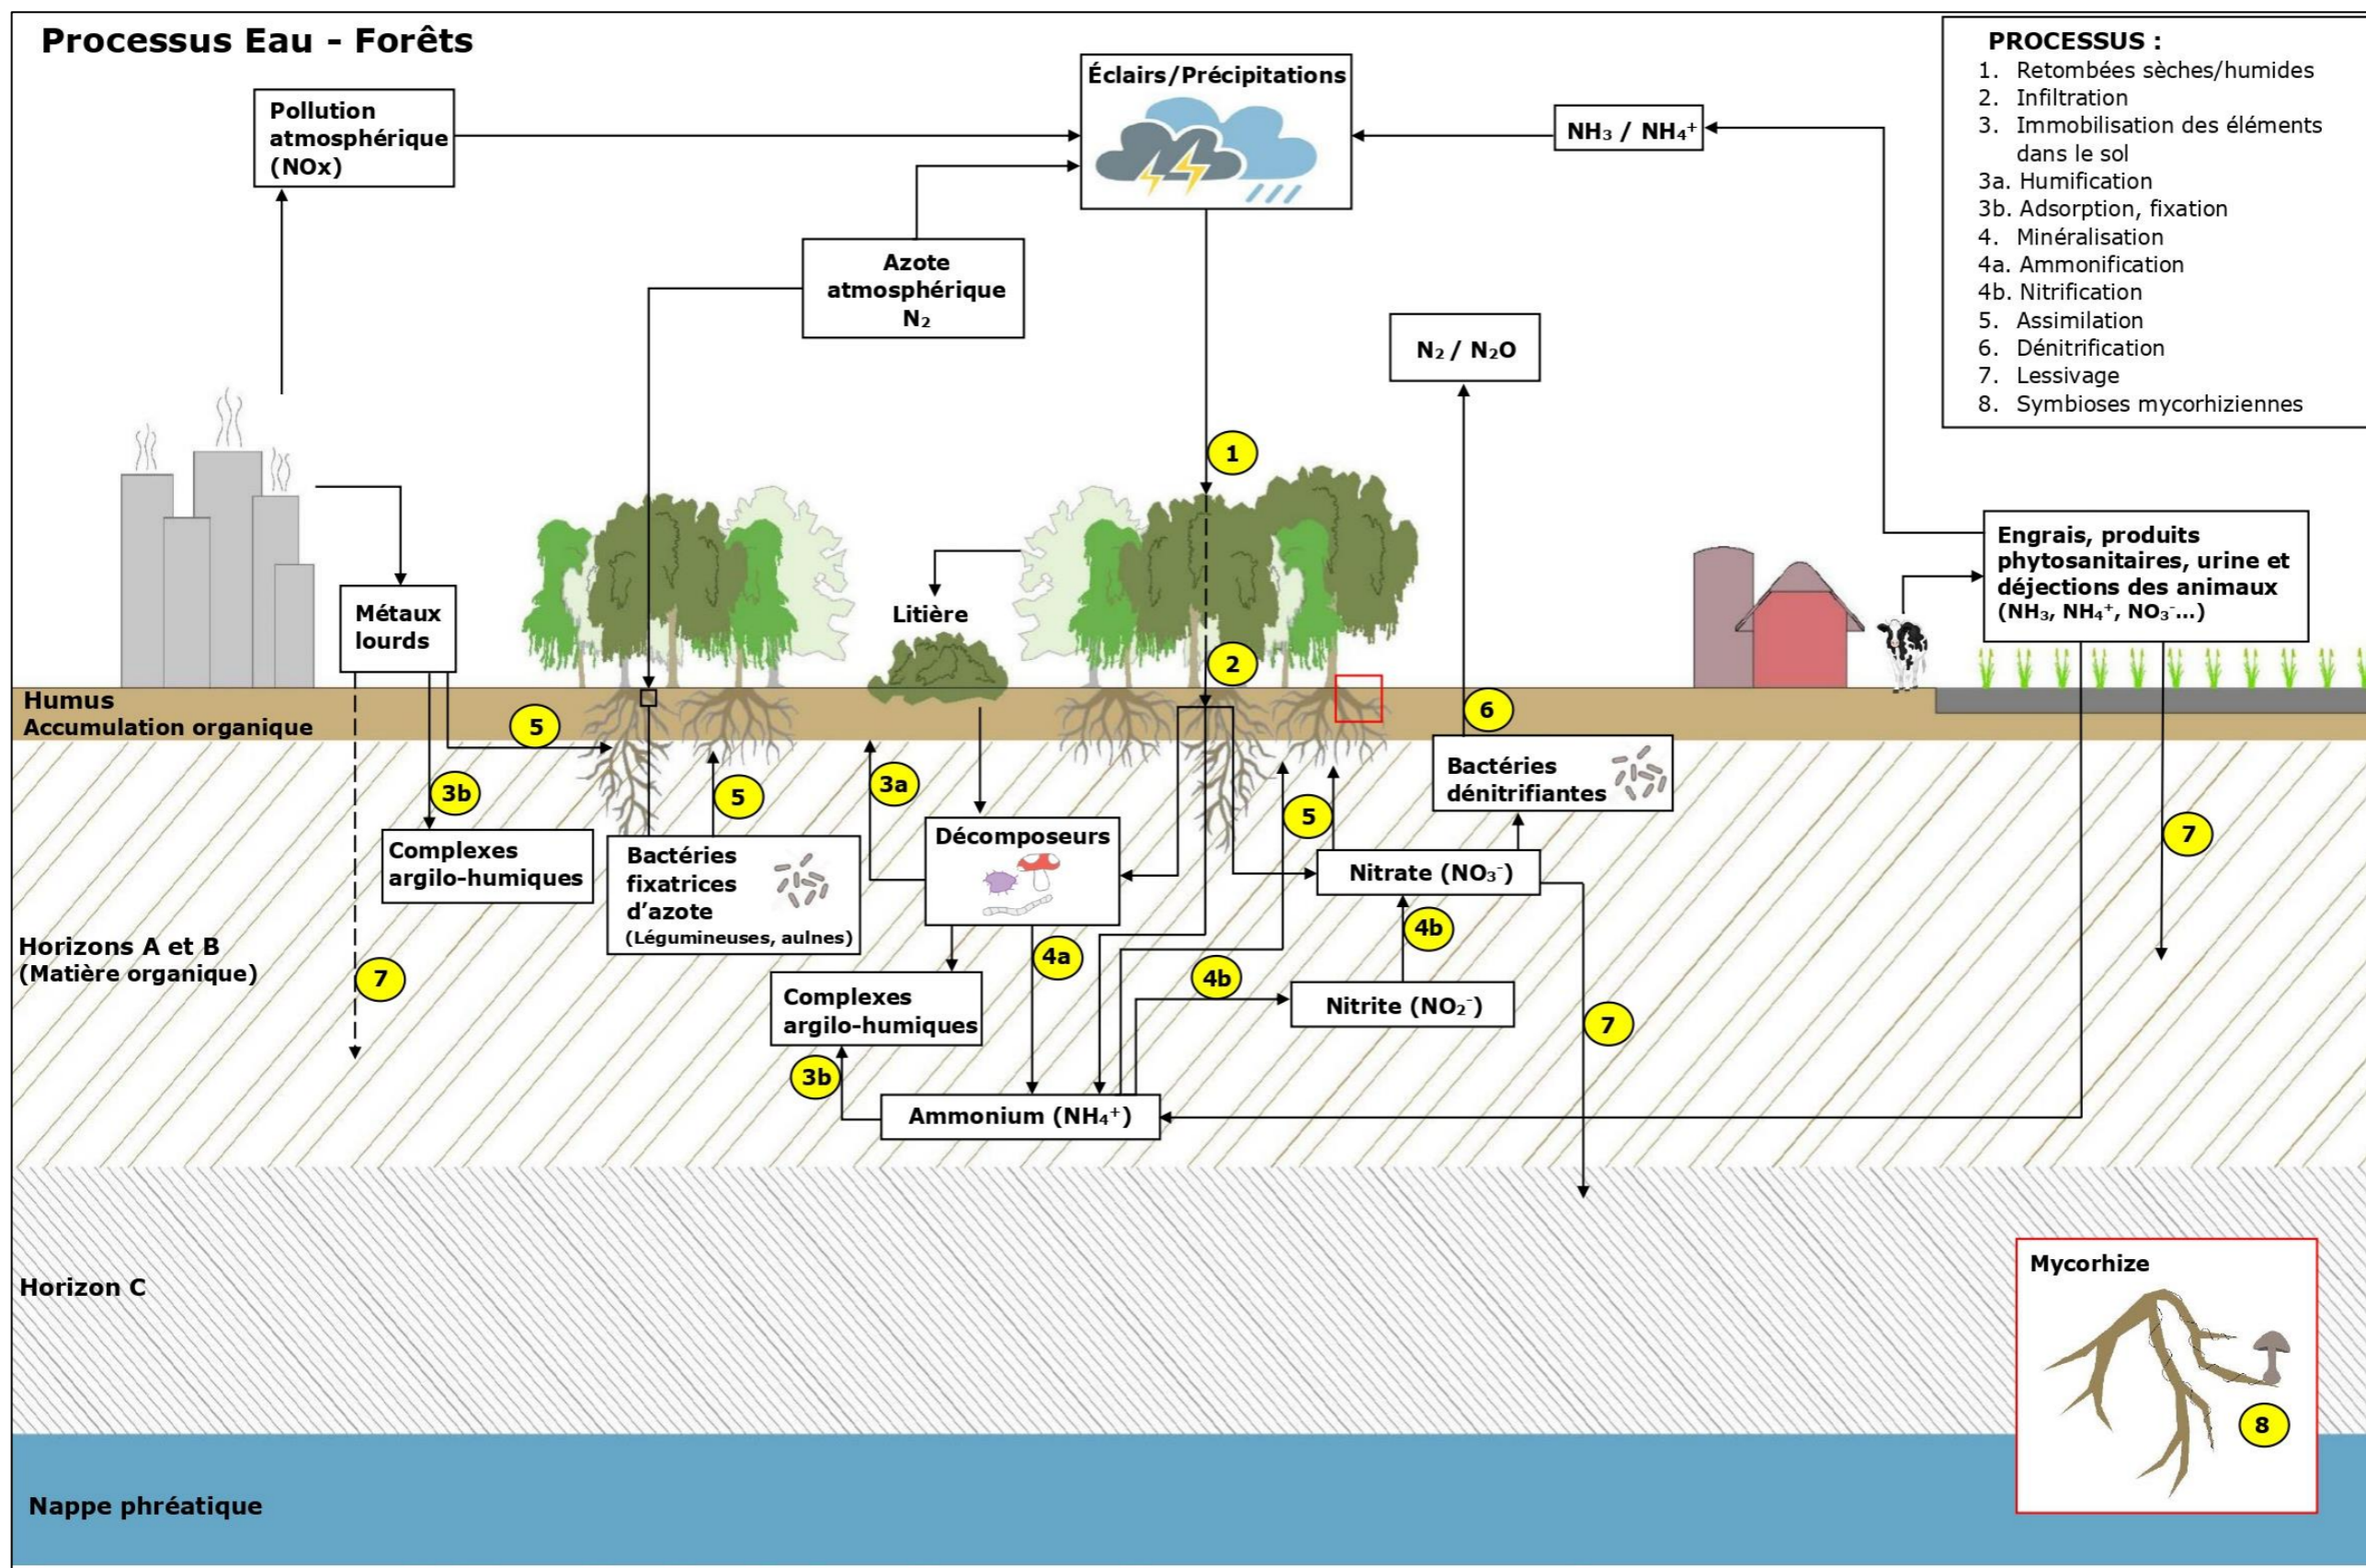 Processus Eau - Forêts
PROCESSUS :
1. Retombées sèches/humides
2. Infiltration
3. Immobilisation des éléments
dans le sol
3a. Humification
3b. Adsorption, fixation
4. Minéralisation
4a. Ammonification
4b. Nitrification
5. Assimilation
6. Dénitrification
7. Lessivage
8. Symbioses mycorhiziennes
Éclairs/Précipitations
Pollution
atmosphérique
(NOx)
NH₃ / NH₄⁺
Azote
atmosphérique
N₂
N₂ / N₂O
1
Engrais, produits
phytosanitaires, urine et
déjections des animaux
(NH₃, NH₄⁺, NO₃⁻...)
Métaux
lourds
Litière
2
Humus
Accumulation organique
5
6
3b
5
3a
5
7
Bactéries
dénitrifiantes
Complexes
argilo-humiques
Bactéries
fixatrices
d’azote
(Légumineuses, aulnes)
Décomposeurs
Nitrate (NO₃⁻)
4b
Horizons A et B
(Matière organique)
7
4a
4b
Complexes
argilo-humiques
Nitrite (NO₂⁻)
7
3b
Ammonium (NH₄⁺)
Horizon C
Mycorhize
8
Nappe phréatique